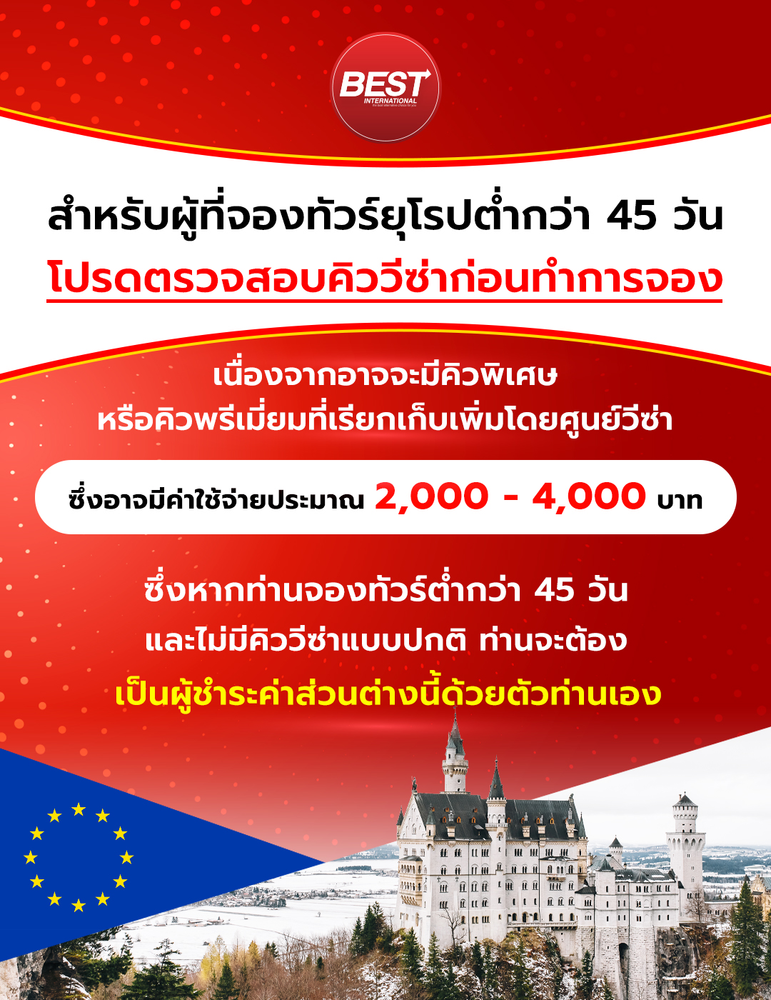 BEST
INTERNATIONAL
the best alternative choice for you
สำหรับผู้ที่จองทัวร์ยุโรปต่ำกว่า 45 วัน
โปรดตรวจสอบคิววีซ่าก่อนทำการจอง
เนื่องจากอาจจะมีคิวพิเศษ
หรือคิวพรีเมี่ยมที่เรียกเก็บเพิ่มโดยศูนย์วีซ่า
ซึ่งอาจมีค่าใช้จ่ายประมาณ 2,000 - 4,000 บาท
ซึ่งหากท่านจองทัวร์ต่ำกว่า 45 วัน
และไม่มีคิววีซ่าแบบปกติ ท่านจะต้อง
เป็นผู้ชำระค่าส่วนต่างนี้ด้วยตัวท่านเอง